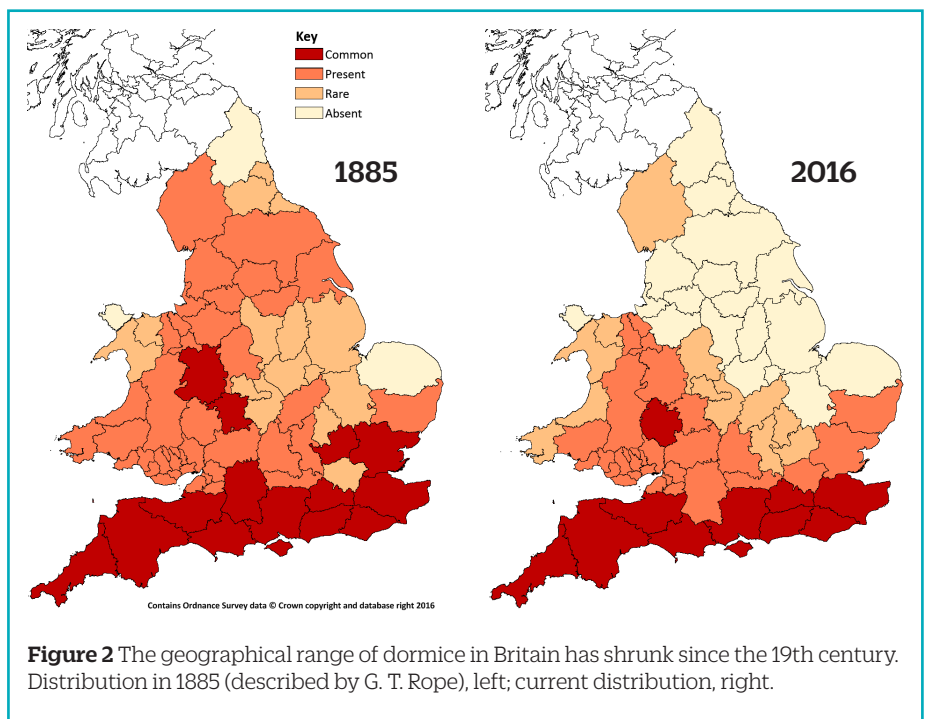 Key
Common
Present
Rare
Absent
1885
2016
Contains Ordnance Survey data © Crown copyright and database right 2016
Figure 2 The geographical range of dormice in Britain has shrunk since the 19th century.
Distribution in 1885 (described by G. T. Rope), left; current distribution, right.